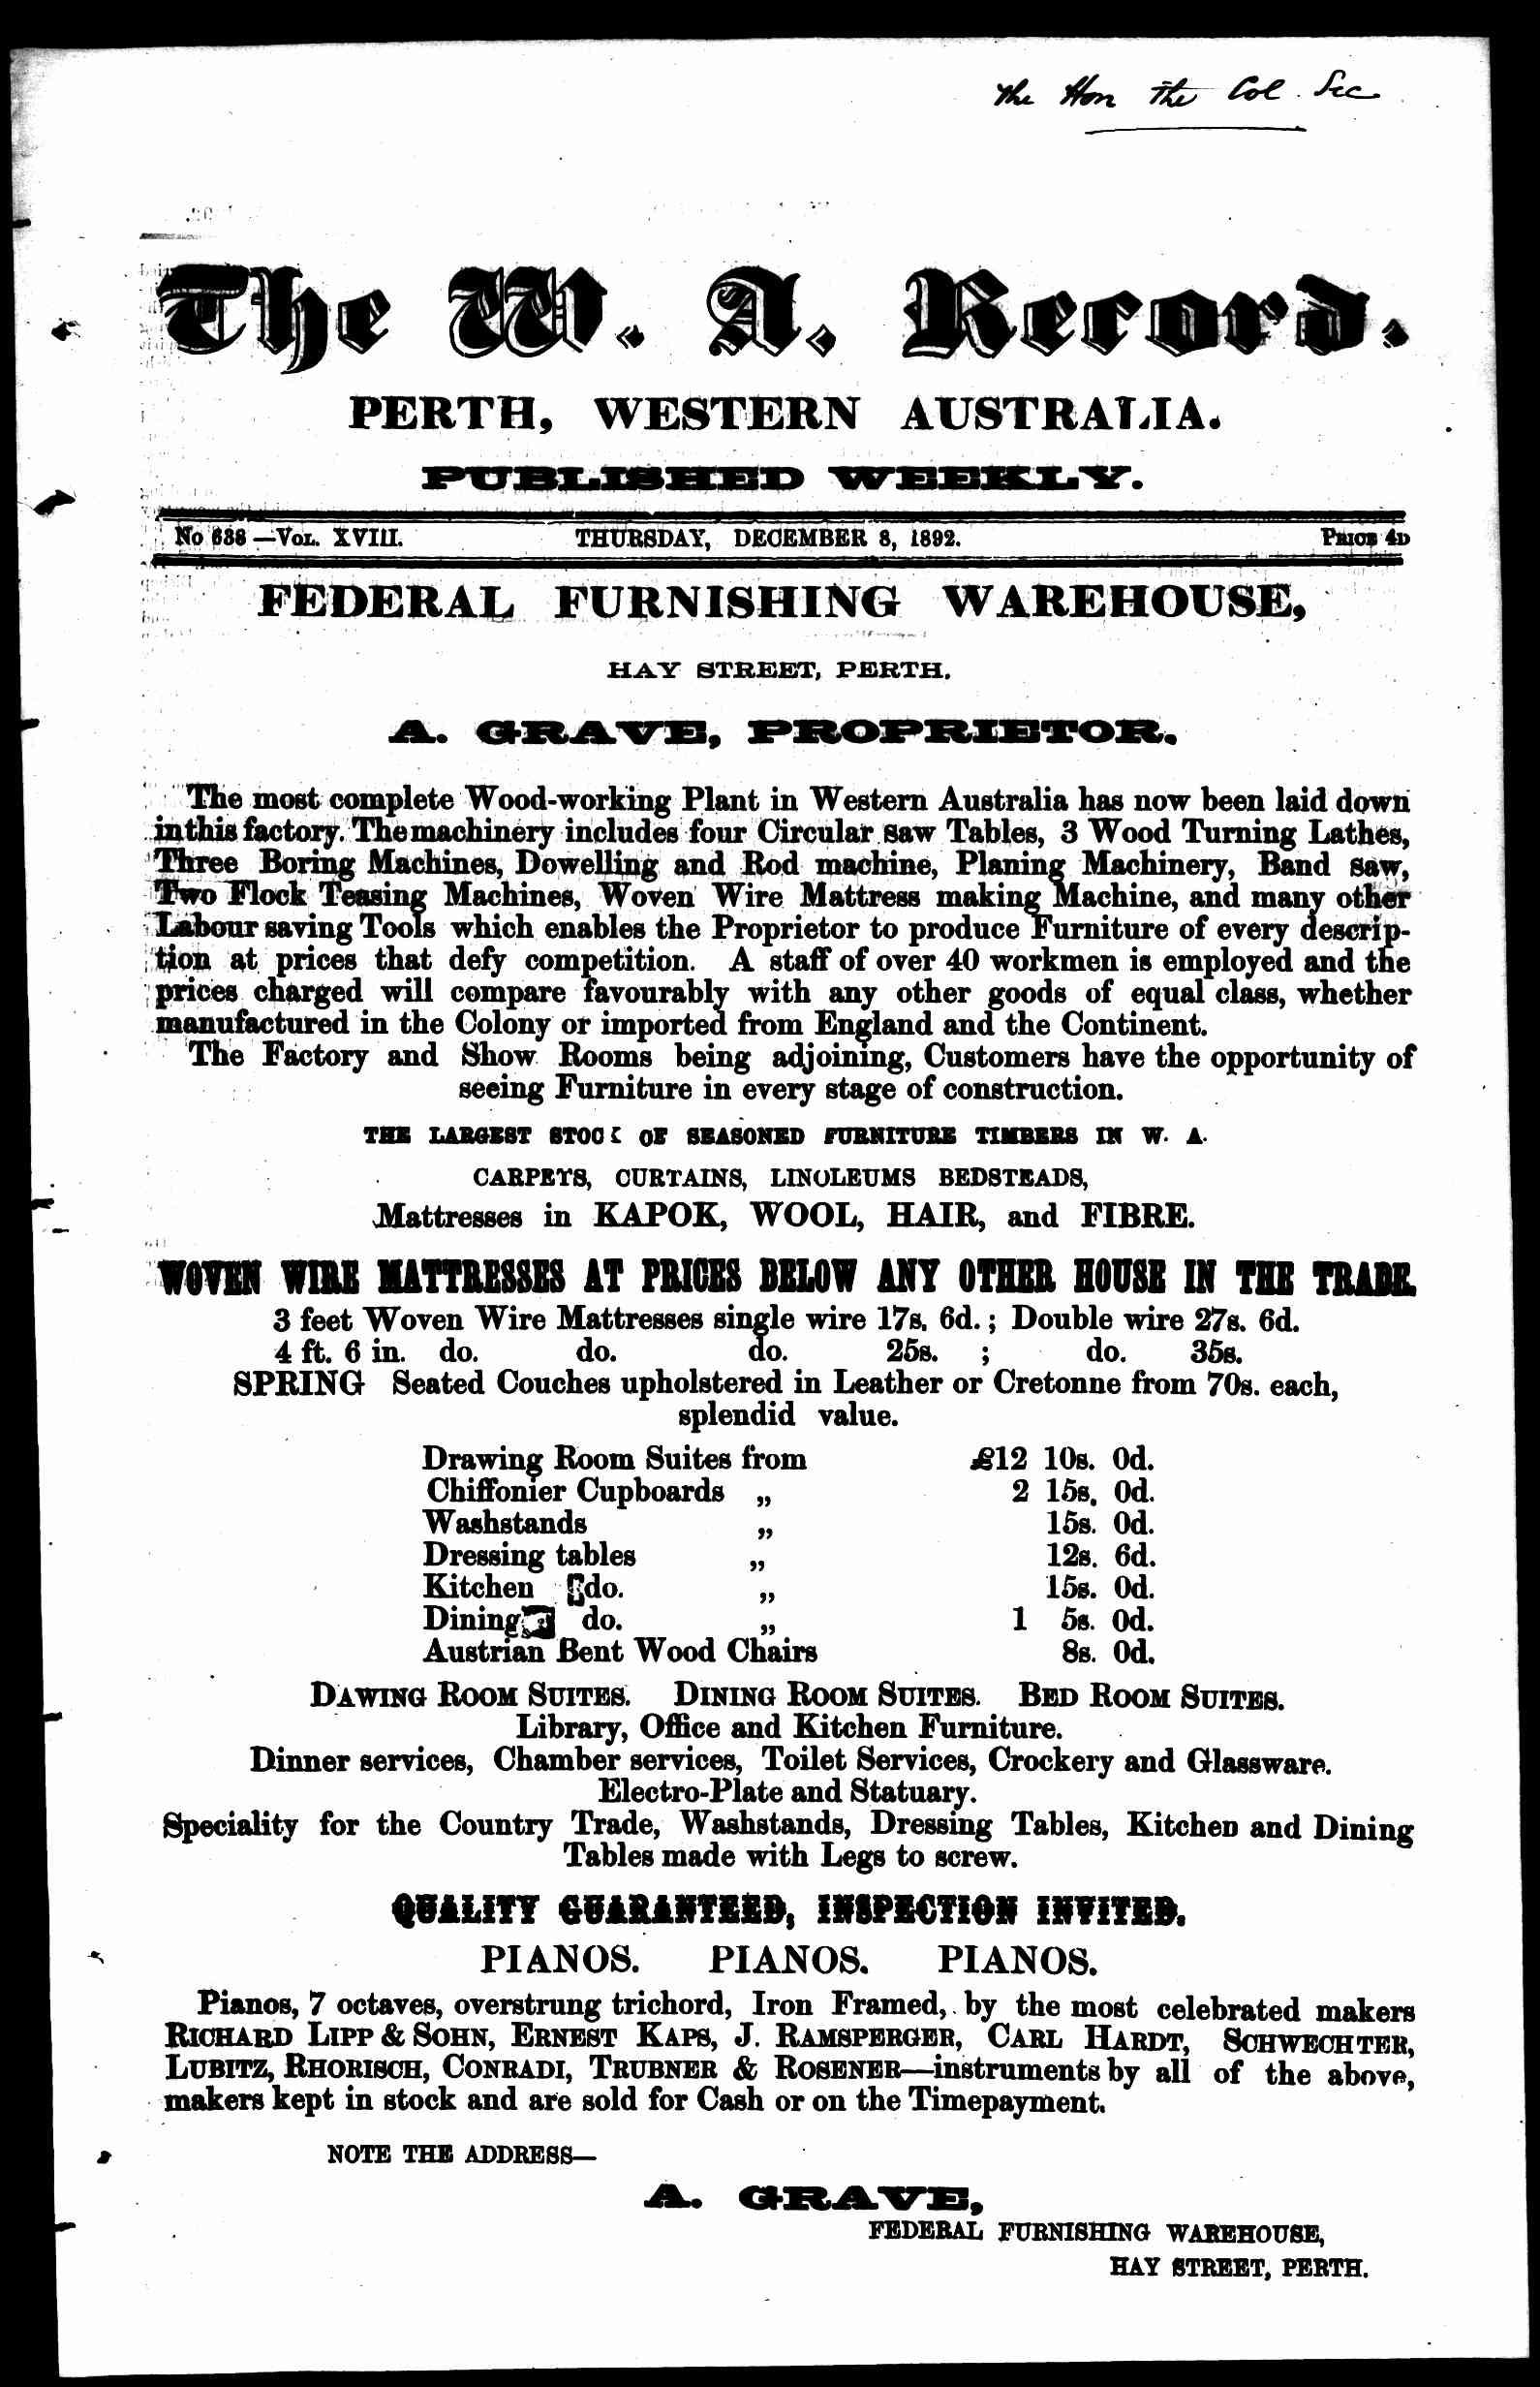 The Hon the Col. Sec
The W. A. Record.
PERTH, WESTERN AUSTRALIA.
PUBLISHED WEEKLY.
No 638 —VOL. XVIII. THURSDAY, DECEMBER 8, 1892. PRICE 4D
FEDERAL FURNISHING WAREHOUSE,
HAY STREET, PERTH.
A. GRAVE, PROPRIETOR.
The most complete Wood-working Plant in Western Australia has now been laid down
in this factory. The machinery includes four Circular Saw Tables, 3 Wood Turning Lathes,
Three Boring Machines, Dowelling and Rod machine, Planing Machinery, Band Saw,
Two Flock Teasing Machines, Woven Wire Mattress making Machine, and many other
Labour saving Tools which enables the Proprietor to produce Furniture of every descrip-
tion at prices that defy competition. A staff of over 40 workmen is employed and the
prices charged will compare favourably with any other goods of equal class, whether
manufactured in the Colony or imported from England and the Continent.
The Factory and Show Rooms being adjoining, Customers have the opportunity of
seeing Furniture in every stage of construction.
THE LARGEST STOCK OF SEASONED FURNITURE TIMBERS IN W. A.
CARPETS, CURTAINS, LINOLEUMS BEDSTEADS,
Mattresses in KAPOK, WOOL, HAIR, and FIBRE.
WOVEN WIRE MATTRESSES AT PRICES BELOW ANY OTHER HOUSE IN THE TRADE.
3 feet Woven Wire Mattresses single wire 17s. 6d. ; Double wire 27s. 6d.
4 ft. 6 in. do. do. do. 25s. ; do. 35s.
SPRING Seated Couches upholstered in Leather or Cretonne from 70s. each,
splendid value.
Drawing Room Suites from £12 10s. 0d.
Chiffonier Cupboards „ 2 15s. 0d.
Washstands „ 15s. 0d.
Dressing tables „ 12s. 6d.
Kitchen do. „ 15s. 0d.
Dining do. „ 1 5s. 0d.
Austrian Bent Wood Chairs 8s. 0d.
DAWING ROOM SUITES. DINING ROOM SUITES. BED ROOM SUITES.
Library, Office and Kitchen Furniture.
Dinner services, Chamber services, Toilet Services, Crockery and Glassware.
Electro-Plate and Statuary.
Speciality for the Country Trade, Washstands, Dressing Tables, Kitchen and Dining
Tables made with Legs to screw.
QUALITY GUARANTEED, INSPECTION INVITED.
PIANOS. PIANOS. PIANOS.
Pianos, 7 octaves, overstrung trichord, Iron Framed, by the most celebrated makers
RICHARD LIPP & SOHN, ERNEST KAPS, J. RAMSPERGER, CARL HARDT, SCHWECHTER,
LUBITZ, RHORISCH, CONRADI, TRUBNER & ROSENER—instruments by all of the above,
makers kept in stock and are sold for Cash or on the Timepayment.
NOTE THE ADDRESS—
A. GRAVE,
FEDERAL FURNISHING WAREHOUSE,
HAY STREET, PERTH.